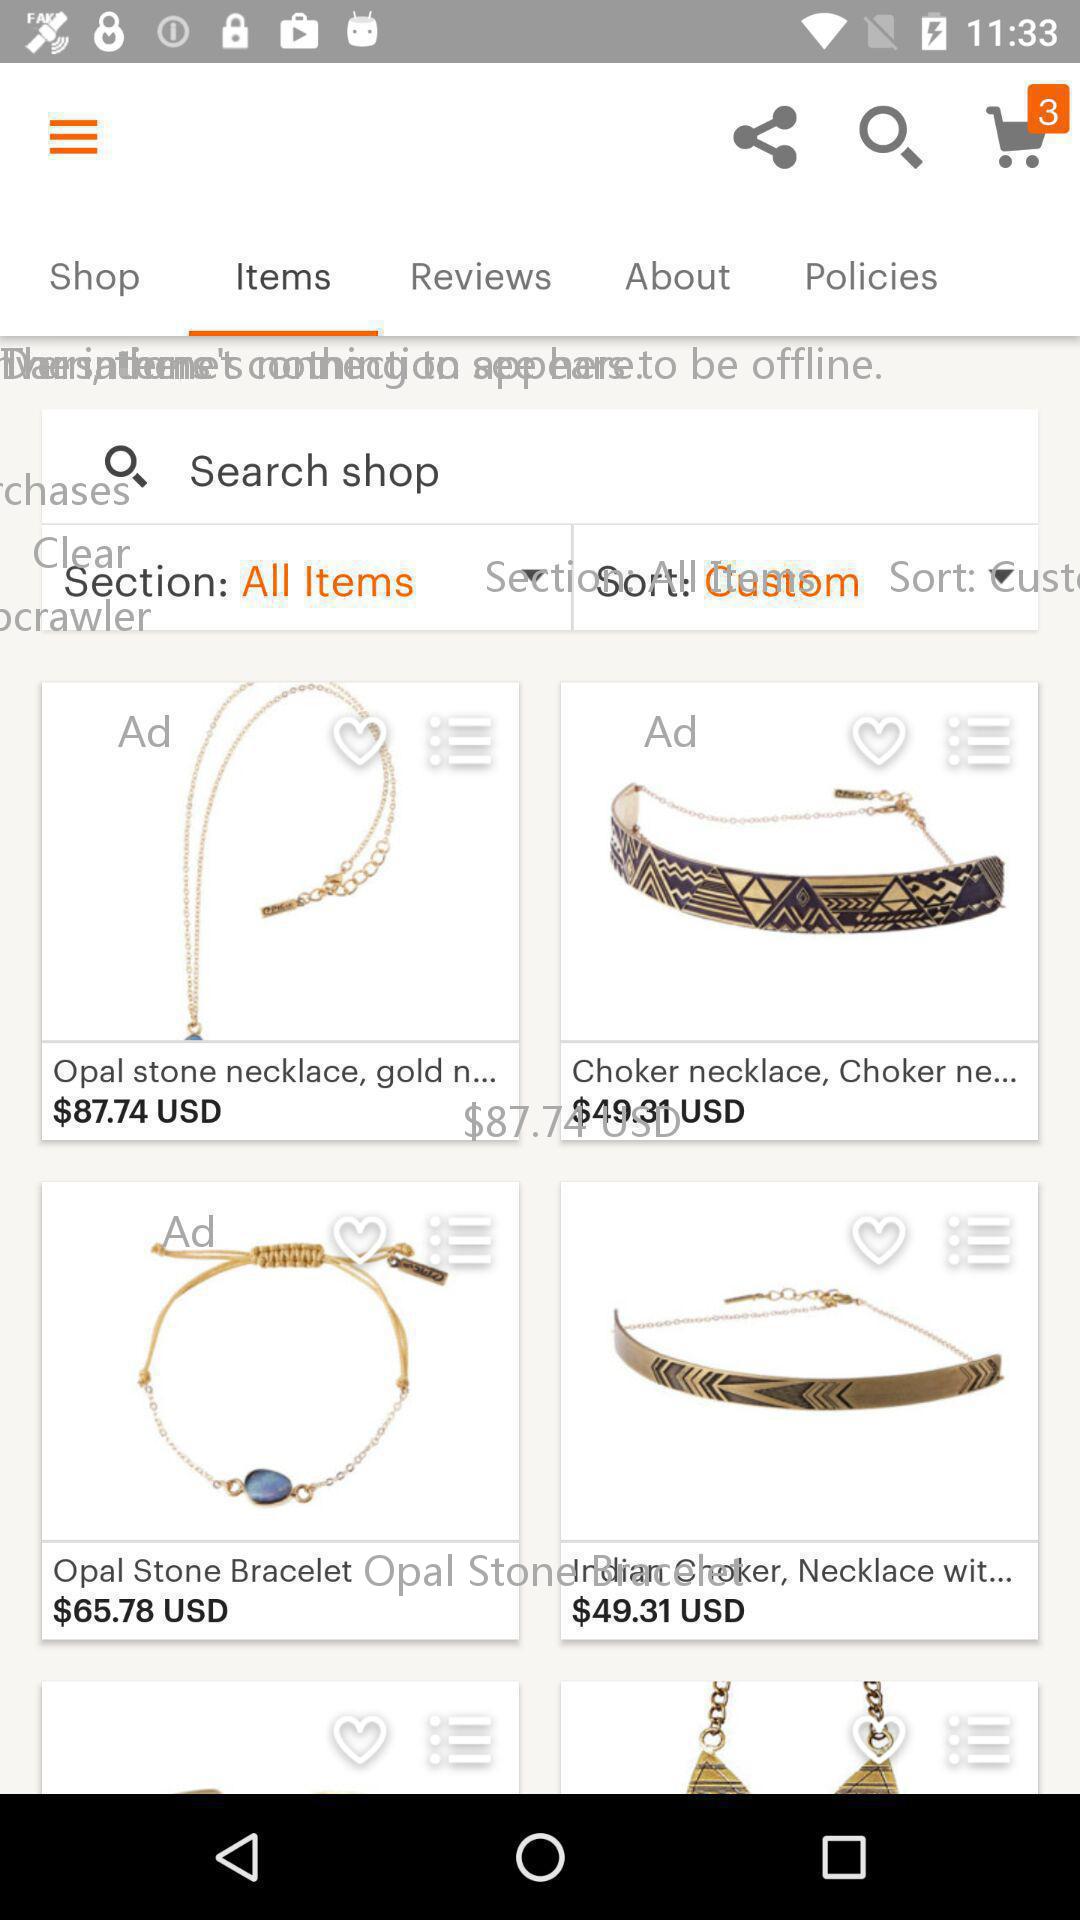 FAKE
11:33
3
Shop Items Reviews About Policies
connection appears to be offline.
Search shop
rchases
Clear
Section: All Items Sort: Custom
Section: All Items Sort: Custo
ocrawler
Ad Ad
Opal stone necklace, gold n... Choker necklace, Choker ne...
$87.74 USD $49.31 USD
$87.74 USD
Ad
Opal Stone Bracelet Indian Choker, Necklace wit...
Opal Stone Bracelet
$65.78 USD $49.31 USD